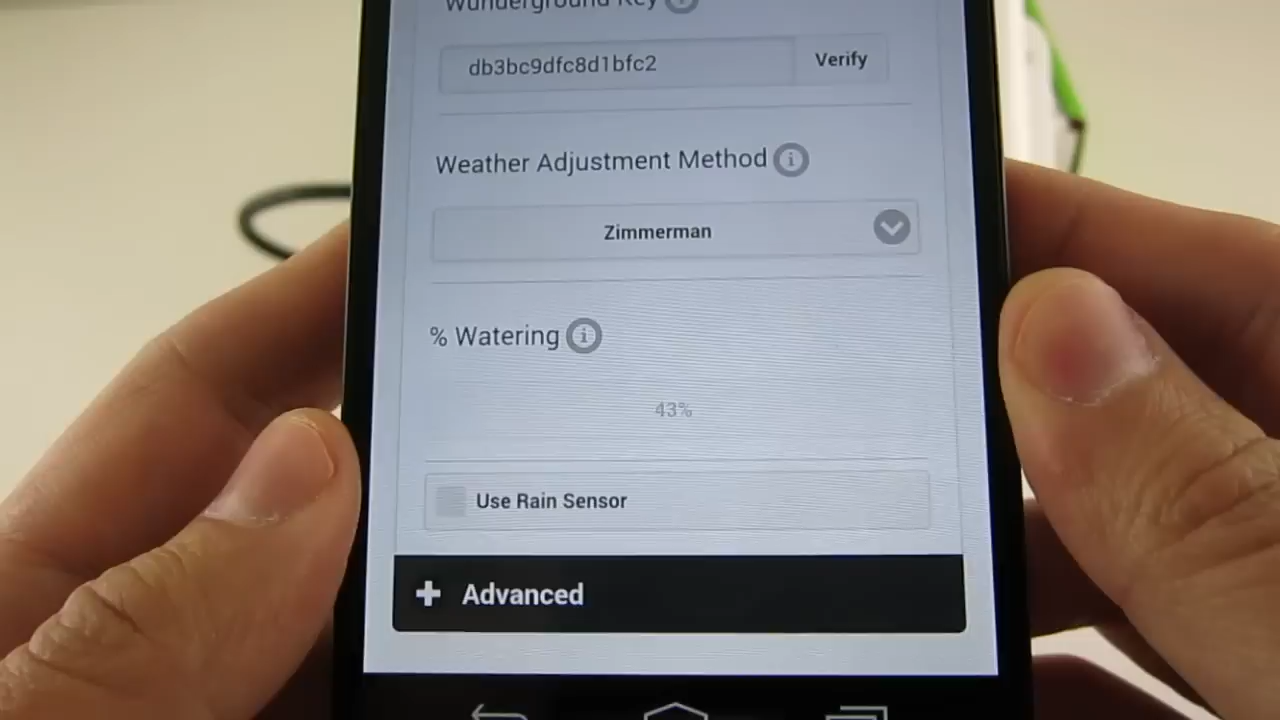 Wunderground Key
db3bc9dfc8d1bfc2 Verify
Weather Adjustment Method
Zimmerman
% Watering
43%
Use Rain Sensor
Advanced